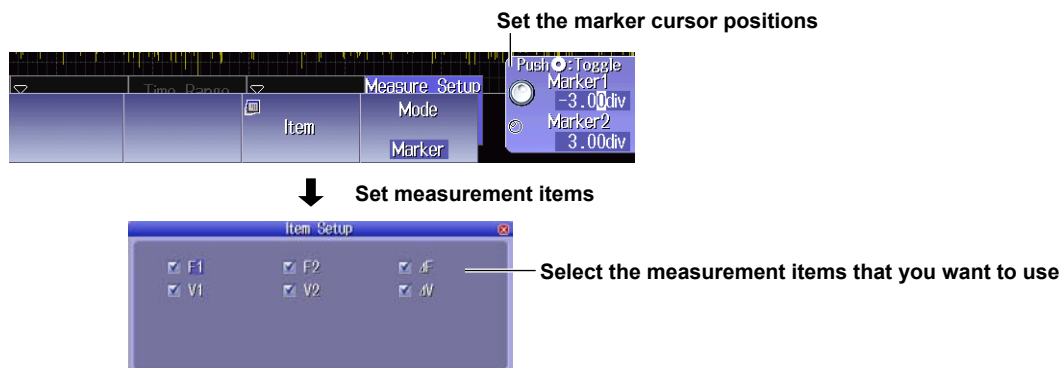 Set the marker cursor positions
Push :Toggle
Marker1
-3.00div
Marker2
3.00div
Time Range
Measure Setup
Item
Mode
Marker
Set measurement items
Item Setup
F1 F2 ΔF
V1 V2 ΔV
Select the measurement items that you want to use